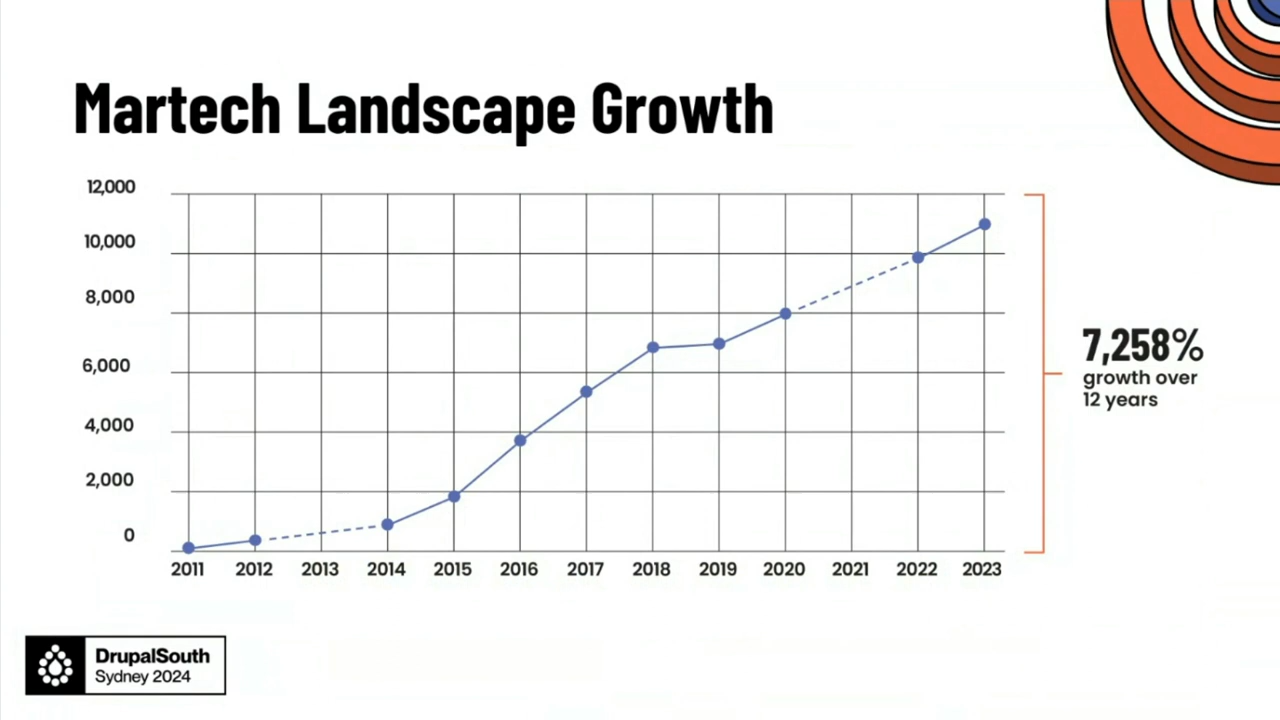 Martech Landscape Growth
12,000
10,000
8,000
6,000
4,000
2,000
0
2011 2012 2013 2014 2015 2016 2017 2018 2019 2020 2021 2022 2023
7,258%
growth over
12 years
DrupalSouth
Sydney 2024